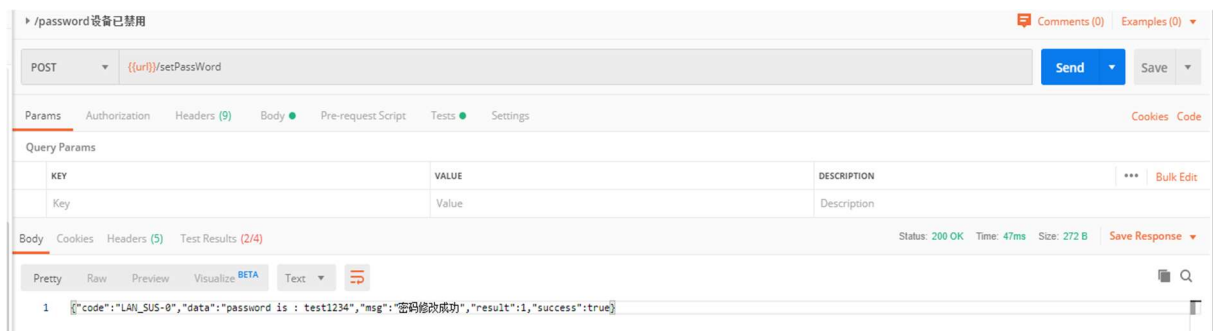 /password设备已禁用 Comments (0) Examples (0)
POST {{url}}/setPassWord Send Save
Params Authorization Headers (9) Body Pre-request Script Tests Settings Cookies Code
Query Params
KEY VALUE DESCRIPTION ••• Bulk Edit
Key Value Description
Body Cookies Headers (5) Test Results (2/4) Status: 200 OK Time: 47ms Size: 272 B Save Response
Pretty Raw Preview Visualize BETA Text
1 {"code":"LAN_SUS-0","data":"password is : test1234","msg":"密码修改成功","result":1,"success":true}